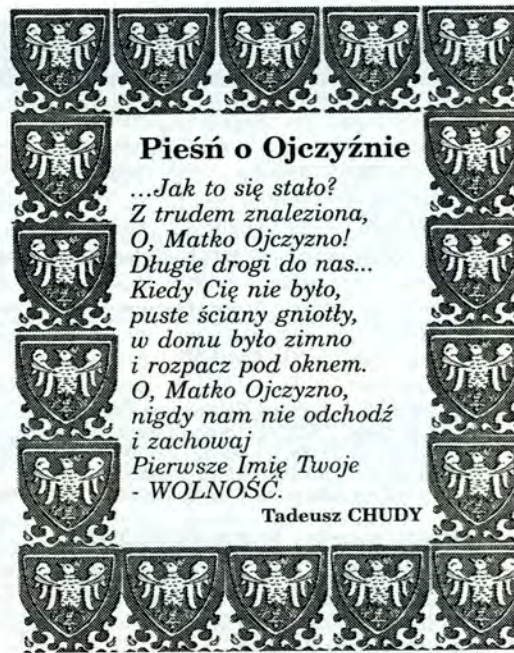 Pieśń o Ojczyźnie
...Jak to się stało?
Z trudem znaleziona,
O, Matko Ojczyzno!
Długie drogi do nas...
Kiedy Cię nie było,
puste ściany gniotły,
w domu było zimno
i rozpacz pod oknem.
O, Matko Ojczyzno,
nigdy nam nie odchodź
i zachowaj
Pierwsze Imię Twoje
- WOLNOŚĆ.
Tadeusz CHUDY